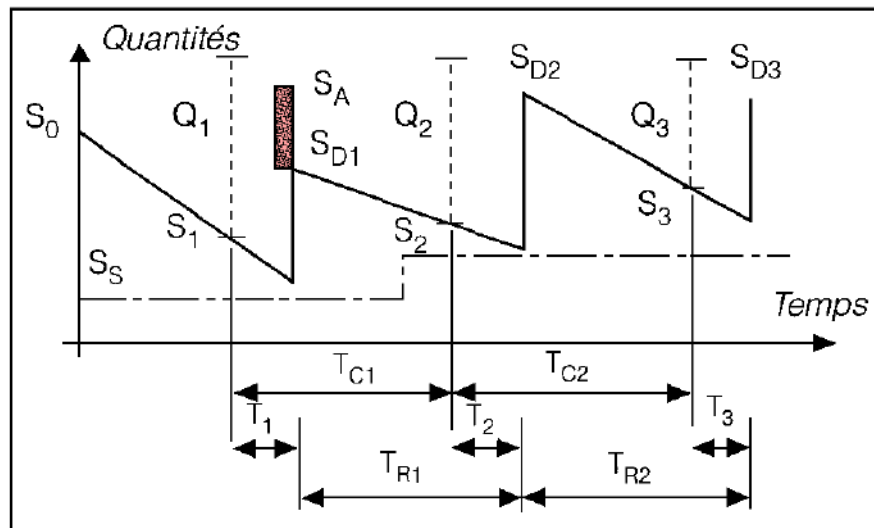 Quantités
S_D2
S_D3
S_A
S_0
Q_1
Q_2
Q_3
S_D1
S_1
S_2
S_3
S_S
Temps
T_C1
T_C2
T_1
T_2
T_3
T_R1
T_R2